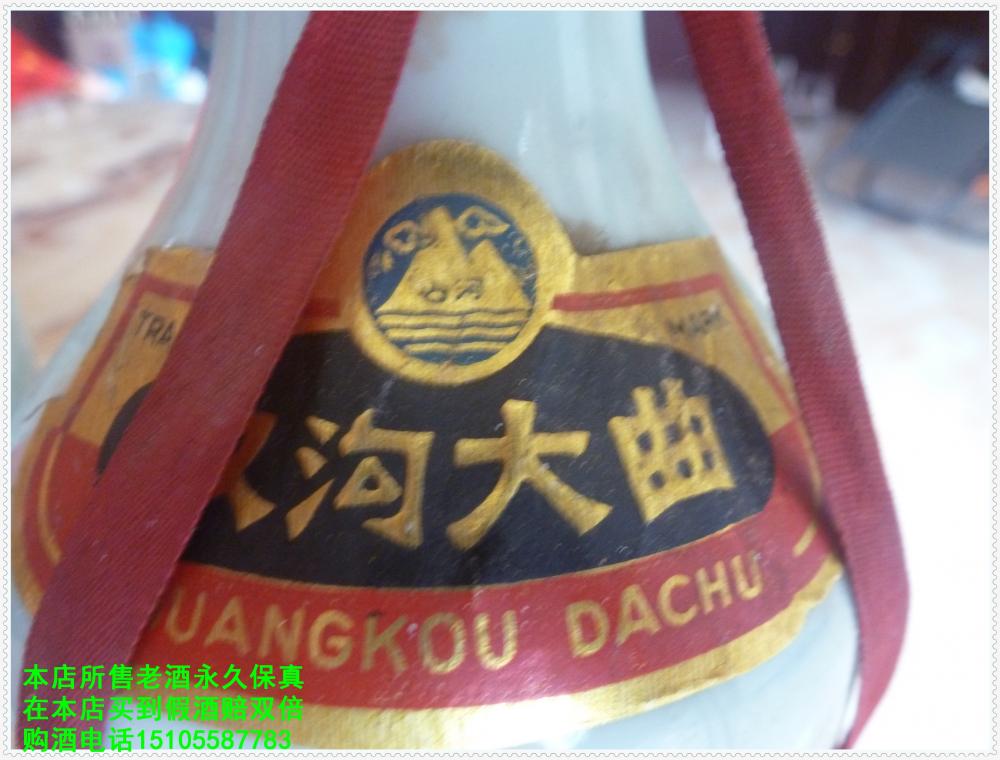 TRA MARK
沟大曲
UANGKOU DACHU
本店所售老酒永久保真
在本店买到假酒赔双倍
购酒电话15105587783